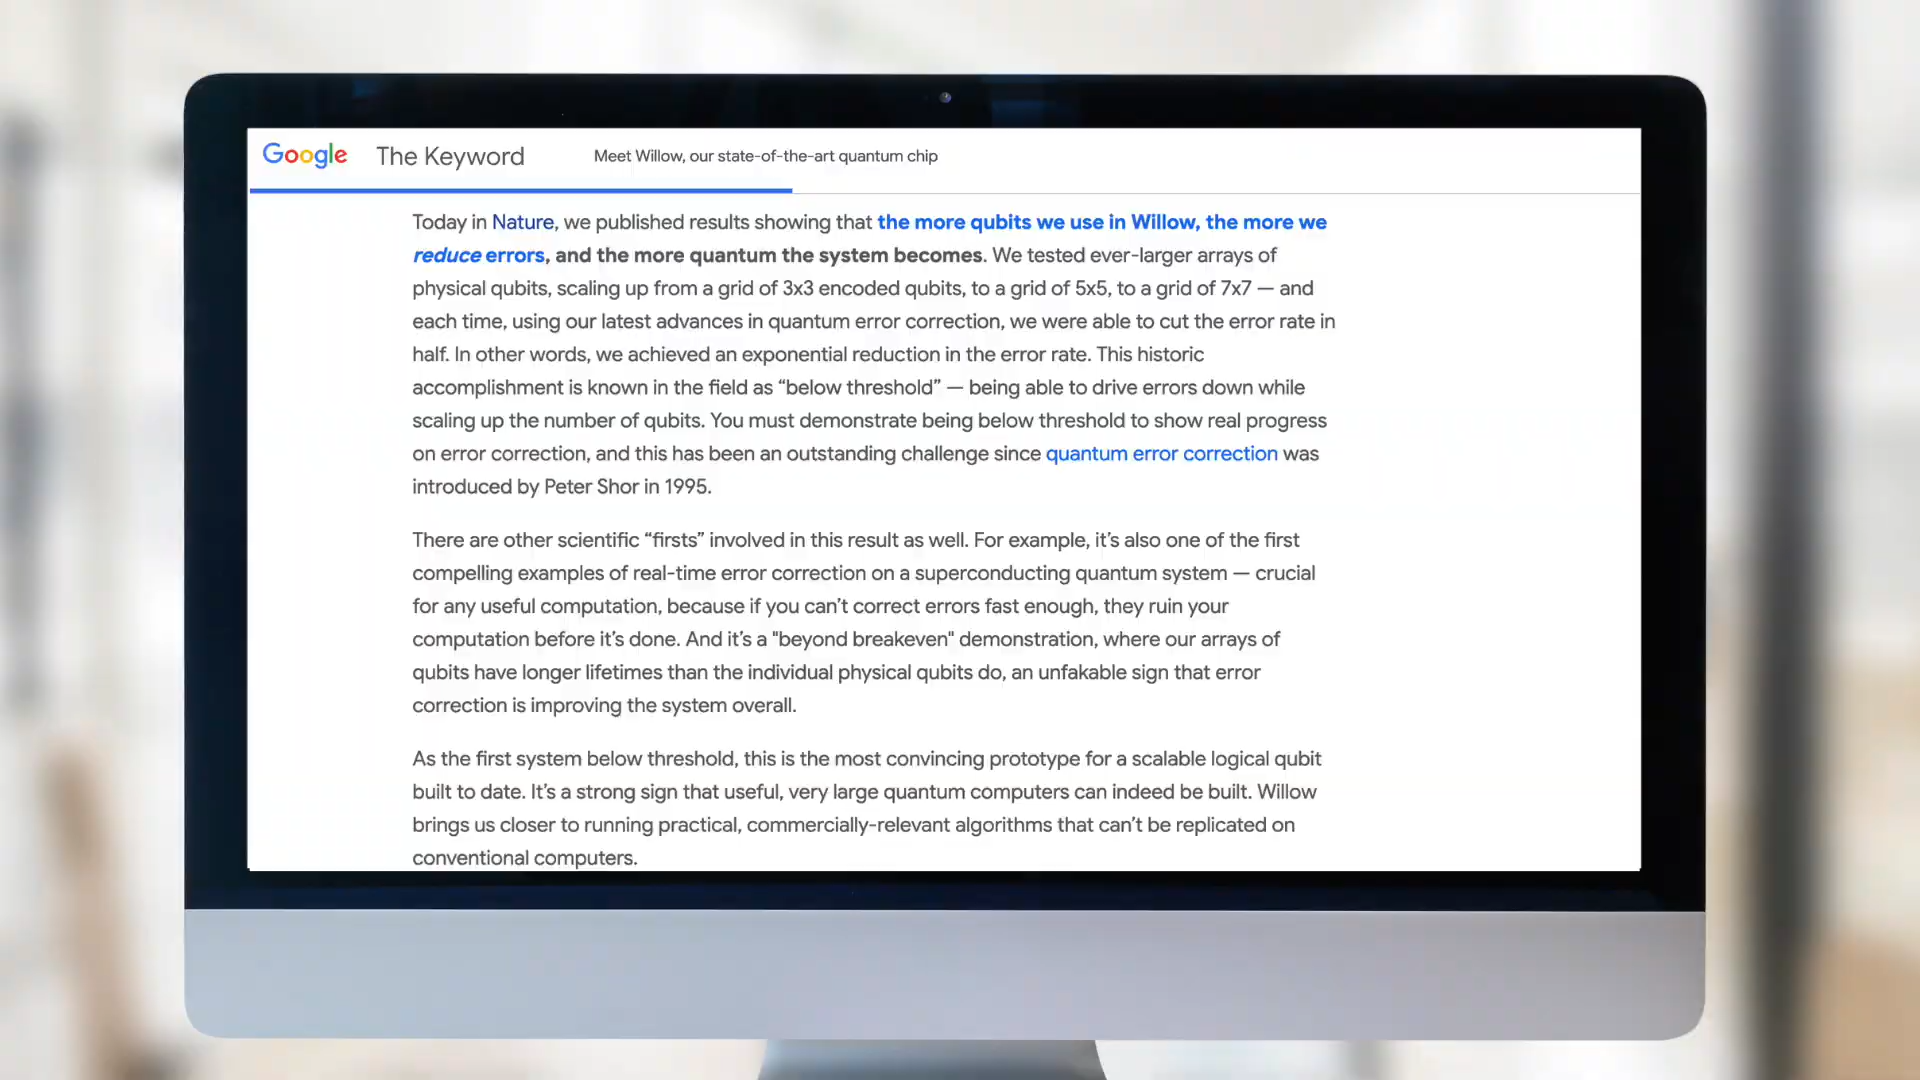 Google The Keyword Meet Willow, our state-of-the-art quantum chip
Today in Nature, we published results showing that the more qubits we use in Willow, the more we
reduce errors, and the more quantum the system becomes. We tested ever-larger arrays of
physical qubits, scaling up from a grid of 3x3 encoded qubits, to a grid of 5x5, to a grid of 7x7 — and
each time, using our latest advances in quantum error correction, we were able to cut the error rate in
half. In other words, we achieved an exponential reduction in the error rate. This historic
accomplishment is known in the field as “below threshold” — being able to drive errors down while
scaling up the number of qubits. You must demonstrate being below threshold to show real progress
on error correction, and this has been an outstanding challenge since quantum error correction was
introduced by Peter Shor in 1995.
There are other scientific “firsts” involved in this result as well. For example, it’s also one of the first
compelling examples of real-time error correction on a superconducting quantum system — crucial
for any useful computation, because if you can’t correct errors fast enough, they ruin your
computation before it’s done. And it’s a "beyond breakeven" demonstration, where our arrays of
qubits have longer lifetimes than the individual physical qubits do, an unfakable sign that error
correction is improving the system overall.
As the first system below threshold, this is the most convincing prototype for a scalable logical qubit
built to date. It’s a strong sign that useful, very large quantum computers can indeed be built. Willow
brings us closer to running practical, commercially-relevant algorithms that can’t be replicated on
conventional computers.